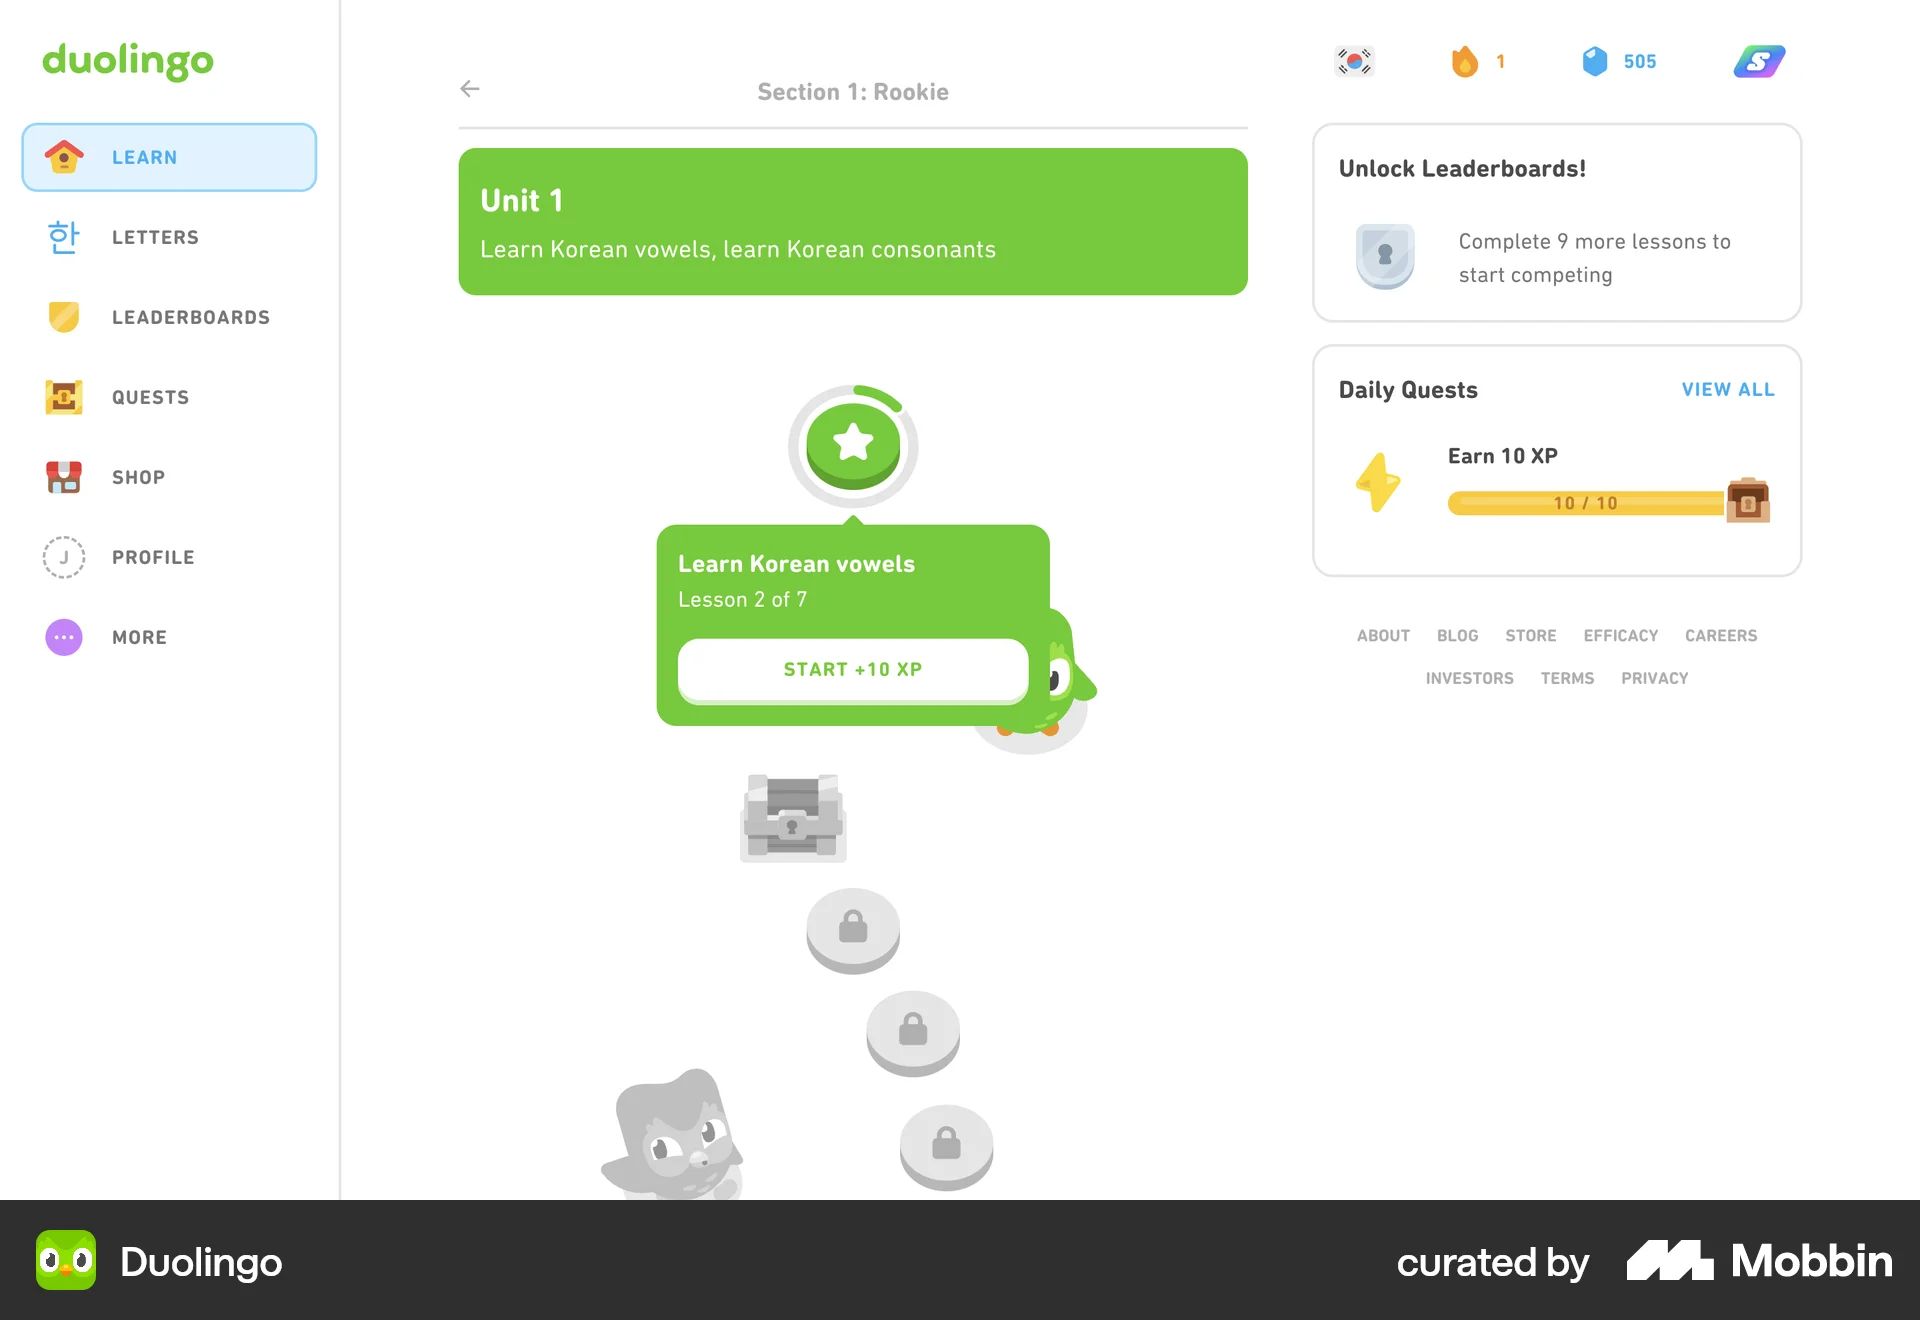 duolingo
LEARN
한
LETTERS
LEADERBOARDS
QUESTS
SHOP
J
PROFILE
MORE
Section 1: Rookie
Unit 1
Learn Korean vowels, learn Korean consonants
Learn Korean vowels
Lesson 2 of 7
START +10 XP
1
505
S
Unlock Leaderboards!
Complete 9 more lessons to
start competing
Daily Quests
VIEW ALL
Earn 10 XP
10 / 10
ABOUT BLOG STORE EFFICACY CAREERS
INVESTORS TERMS PRIVACY
Duolingo
curated by Mobbin